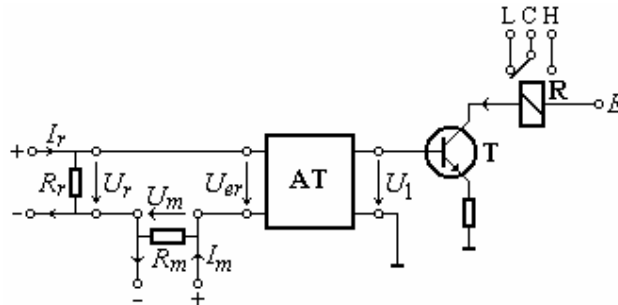 L C H
R
E
+ I_r
AT
T
R_r U_r U_er U_1
- U_m
R_m I_m
- +